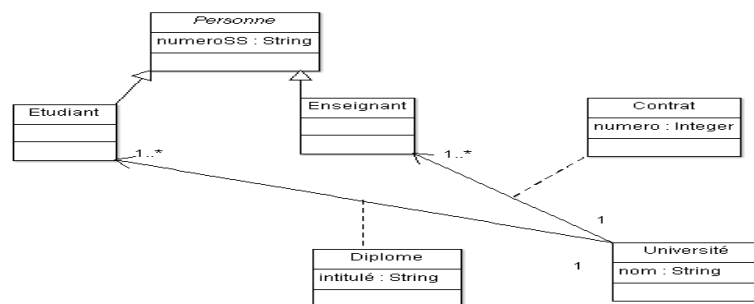 Personne
numeroSS : String
Etudiant
Enseignant
Contrat
numero : Integer
1..*
1..*
1
Diplome
intitulé : String
1
Université
nom : String